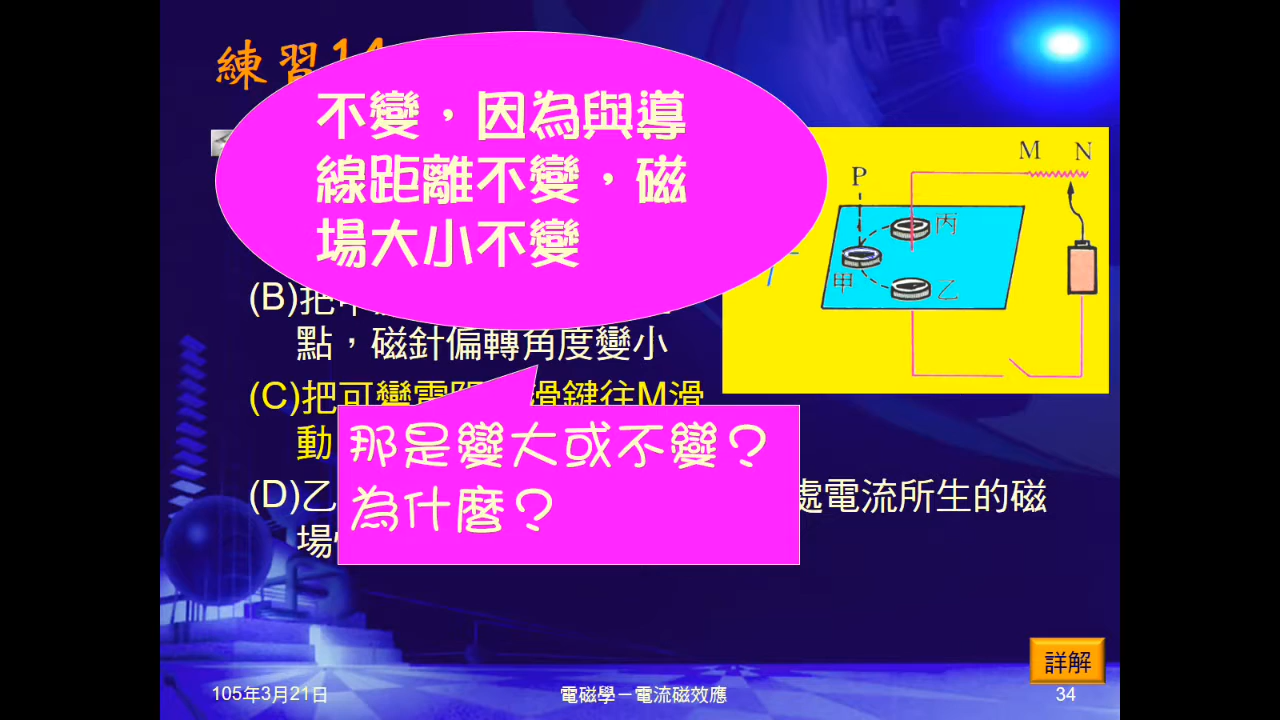 練習14
不變，因為與導
線距離不變，磁
場大小不變
M N
P
丙
甲
乙
(B)把
點，磁針偏轉角度變小
(C)把可變電阻滑鍵往M滑
動
那是變大或不變？
為什麼？
(D)乙
處電流所生的磁
場
詳解
105年3月21日
電磁學－電流磁效應
34